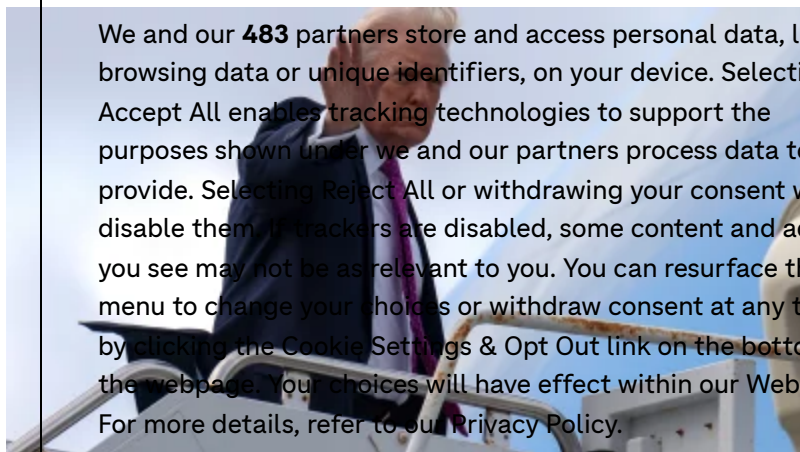 We and our 483 partners store and access personal data, l
browsing data or unique identifiers, on your device. Selecti
Accept All enables tracking technologies to support the
purposes shown under we and our partners process data to
provide. Selecting Reject All or withdrawing your consent w
disable them. If trackers are disabled, some content and a
you see may not be as relevant to you. You can resurface th
menu to change your choices or withdraw consent at any t
by clicking the Cookie Settings & Opt Out link on the botto
the webpage. Your choices will have effect within our Web
For more details, refer to our Privacy Policy.